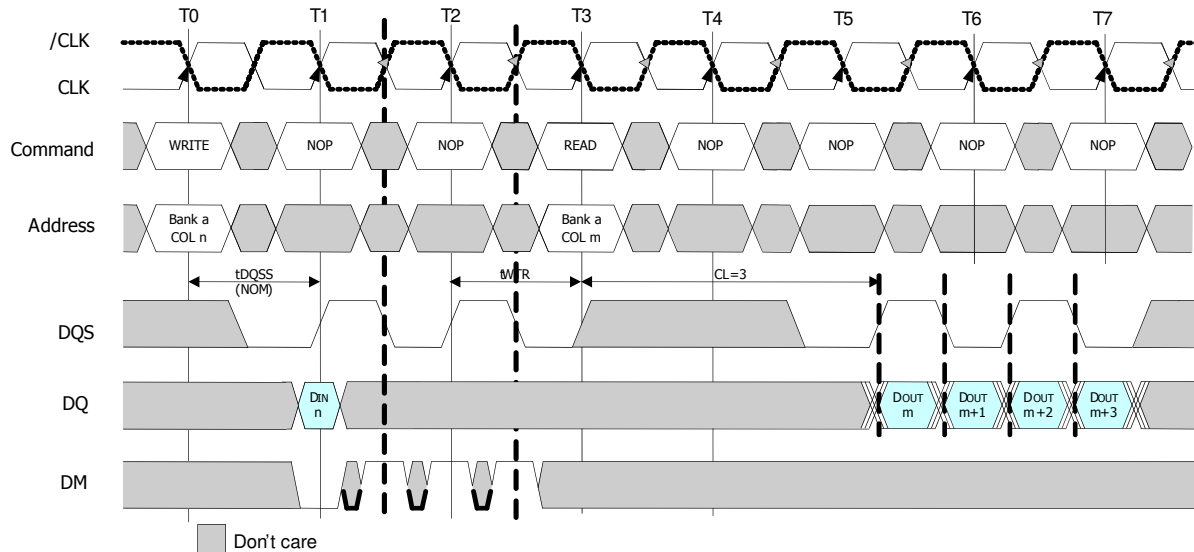 T0 T1 T2 T3 T4 T5 T6 T7
/CLK
CLK
Command WRITE NOP NOP READ NOP NOP NOP NOP
Address Bank a COL n Bank a COL m
tDQSS
(NOM)
tWTR
CL=3
DQS
DQ DIN n DOUT m DOUT m+1 DOUT m+2 DOUT m+3
DM
Don't care